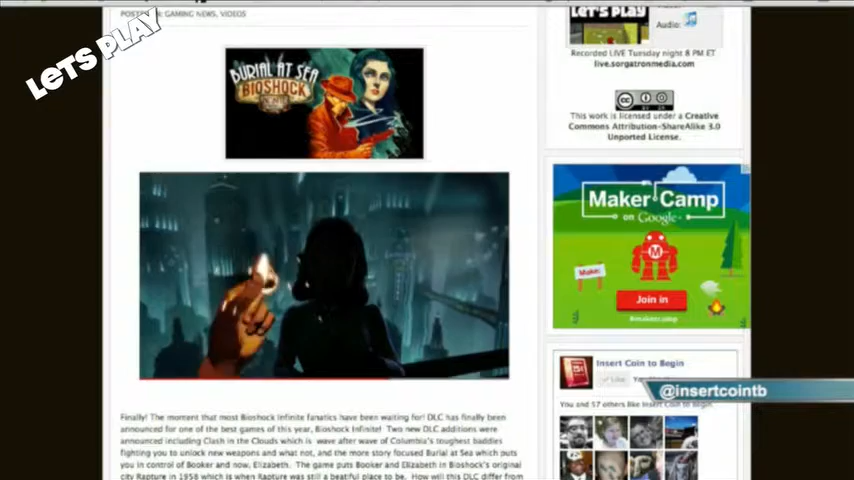 GAMING NEWS, VIDEOS
LETS PLAY
BURIAL AT SEA
BIOSHOCK
LET'S PLAY
Audio:
Recorded LIVE Tuesday night 8 PM ET
live.sorgatronmedia.com
cc
This work is licensed under a Creative
Commons Attribution-ShareAlike 3.0
Unported License.
Maker Camp
on Google+
Make:
M
Join in
#makercamp
Insert Coin to Begin
Like
@insertcointb
You and 57 others like Insert Coin to Begin.
Finally! The moment that most Bioshock Infinite fanatics have been waiting for! DLC has finally been
announced for one of the best games of this year, Bioshock Infinite! Two new DLC additions were
announced including Clash in the Clouds which is wave after wave of Columbia's toughest baddies
fighting you to unlock new weapons and what not, and the more story focused Burial at Sea which puts
you in control of Booker and now, Elizabeth. The game puts Booker and Elizabeth in Bioshock's original
city Rapture in 1958 which is when Rapture was still a beatiful place to be. How will this DLC differ from